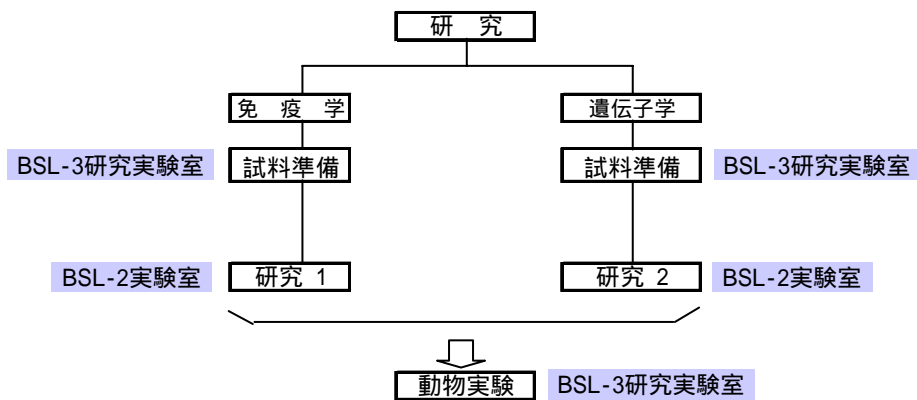 研 究
免 疫 学
遺伝子学
BSL-3研究実験室
試料準備
試料準備
BSL-3研究実験室
BSL-2実験室
研究 1
研究 2
BSL-2実験室
動物実験
BSL-3研究実験室